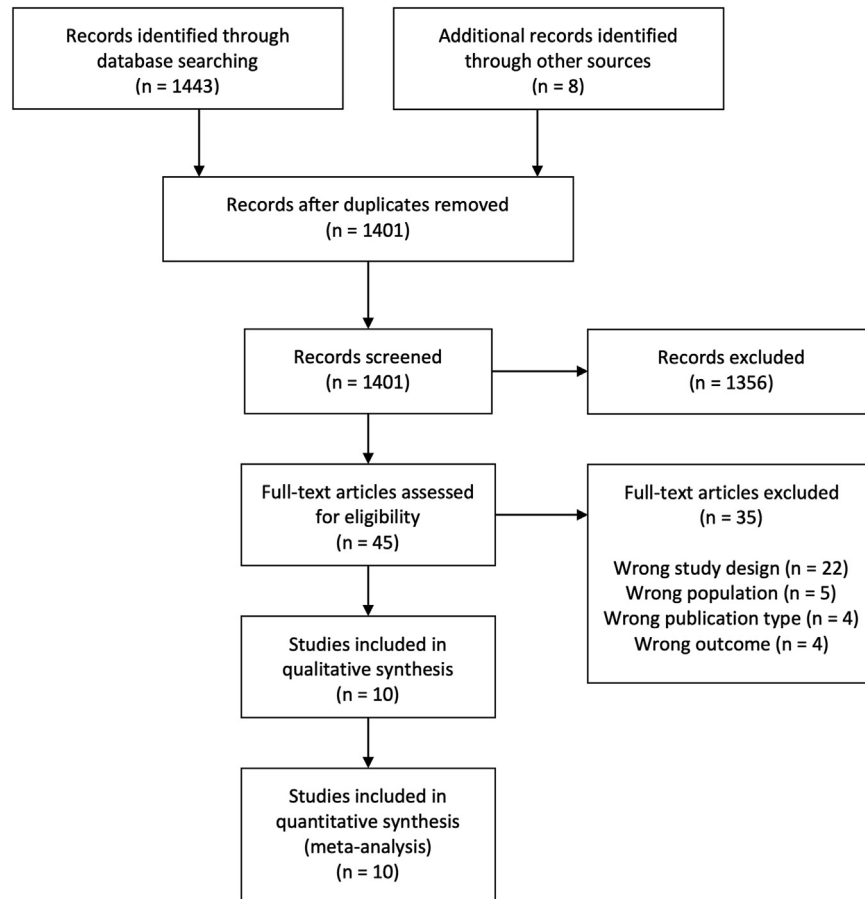 Records identified through
database searching
(n = 1443)
Additional records identified
through other sources
(n = 8)
Records after duplicates removed
(n = 1401)
Records screened
(n = 1401)
Records excluded
(n = 1356)
Full-text articles assessed
for eligibility
(n = 45)
Full-text articles excluded
(n = 35)
Wrong study design (n = 22)
Wrong population (n = 5)
Wrong publication type (n = 4)
Wrong outcome (n = 4)
Studies included in
qualitative synthesis
(n = 10)
Studies included in
quantitative synthesis
(meta-analysis)
(n = 10)